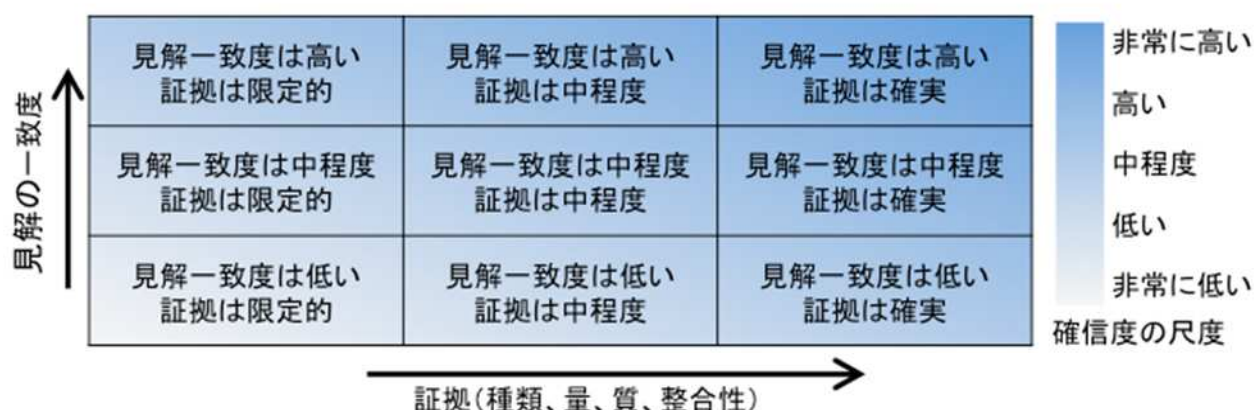 見解の一致度
見解一致度は高い
証拠は限定的
見解一致度は高い
証拠は中程度
見解一致度は高い
証拠は確実
見解一致度は中程度
証拠は限定的
見解一致度は中程度
証拠は中程度
見解一致度は中程度
証拠は確実
見解一致度は低い
証拠は限定的
見解一致度は低い
証拠は中程度
見解一致度は低い
証拠は確実
証拠(種類、量、質、整合性)
非常に高い
高い
中程度
低い
非常に低い
確信度の尺度